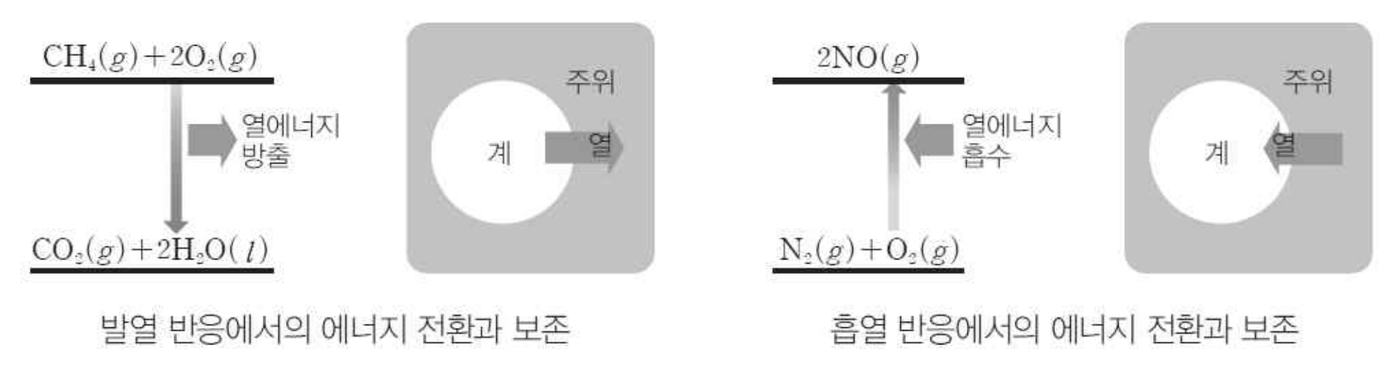 CH₄(g)+2O₂(g)
열에너지
방출
CO₂(g)+2H₂O(l)
주위
계
열
발열 반응에서의 에너지 전환과 보존
2NO(g)
열에너지
흡수
N₂(g)+O₂(g)
주위
계
열
흡열 반응에서의 에너지 전환과 보존